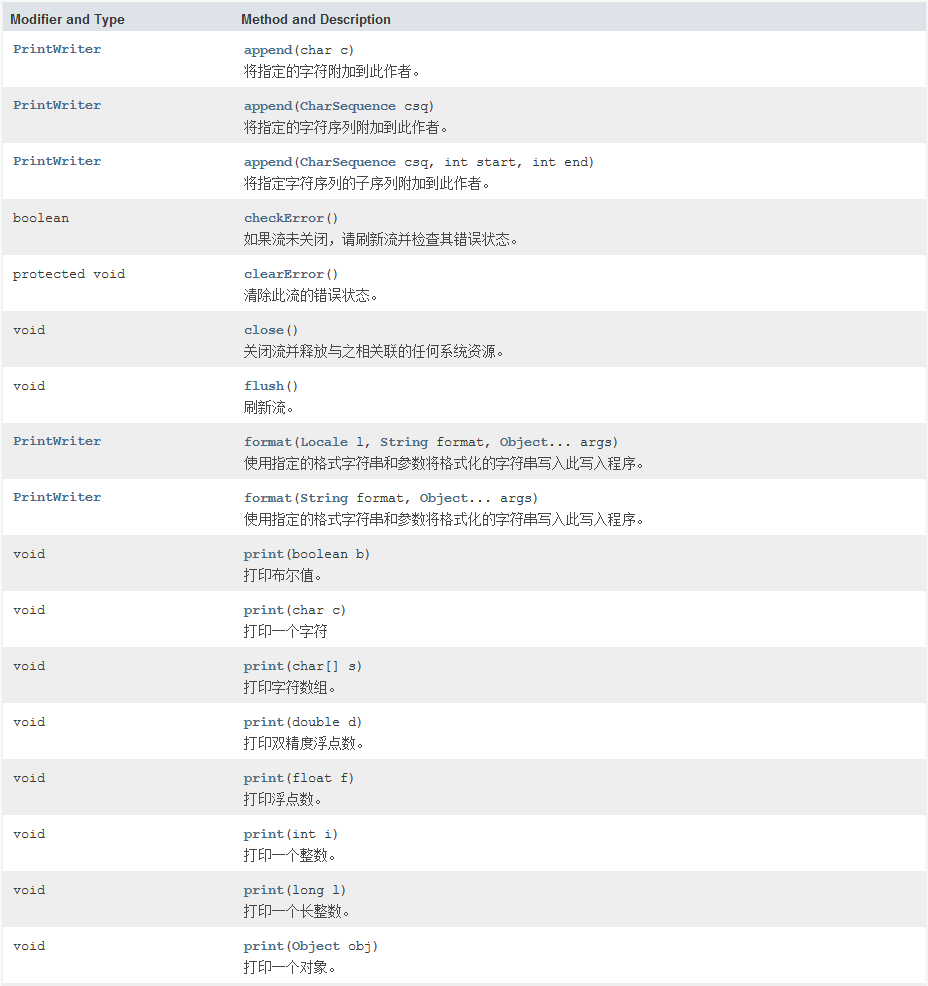 Modifier and Type Method and Description
PrintWriter append(char c)
将指定的字符附加到此作者。
PrintWriter append(CharSequence csq)
将指定的字符序列附加到此作者。
PrintWriter append(CharSequence csq, int start, int end)
将指定字符序列的子序列附加到此作者。
boolean checkError()
如果流未关闭，请刷新流并检查其错误状态。
protected void clearError()
清除此流的错误状态。
void close()
关闭流并释放与之相关联的任何系统资源。
void flush()
刷新流。
PrintWriter format(Locale l, String format, Object... args)
使用指定的格式字符串和参数将格式化的字符串写入此写入程序。
PrintWriter format(String format, Object... args)
使用指定的格式字符串和参数将格式化的字符串写入此写入程序。
void print(boolean b)
打印布尔值。
void print(char c)
打印一个字符
void print(char[] s)
打印字符数组。
void print(double d)
打印双精度浮点数。
void print(float f)
打印浮点数。
void print(int i)
打印一个整数。
void print(long l)
打印一个长整数。
void print(Object obj)
打印一个对象。